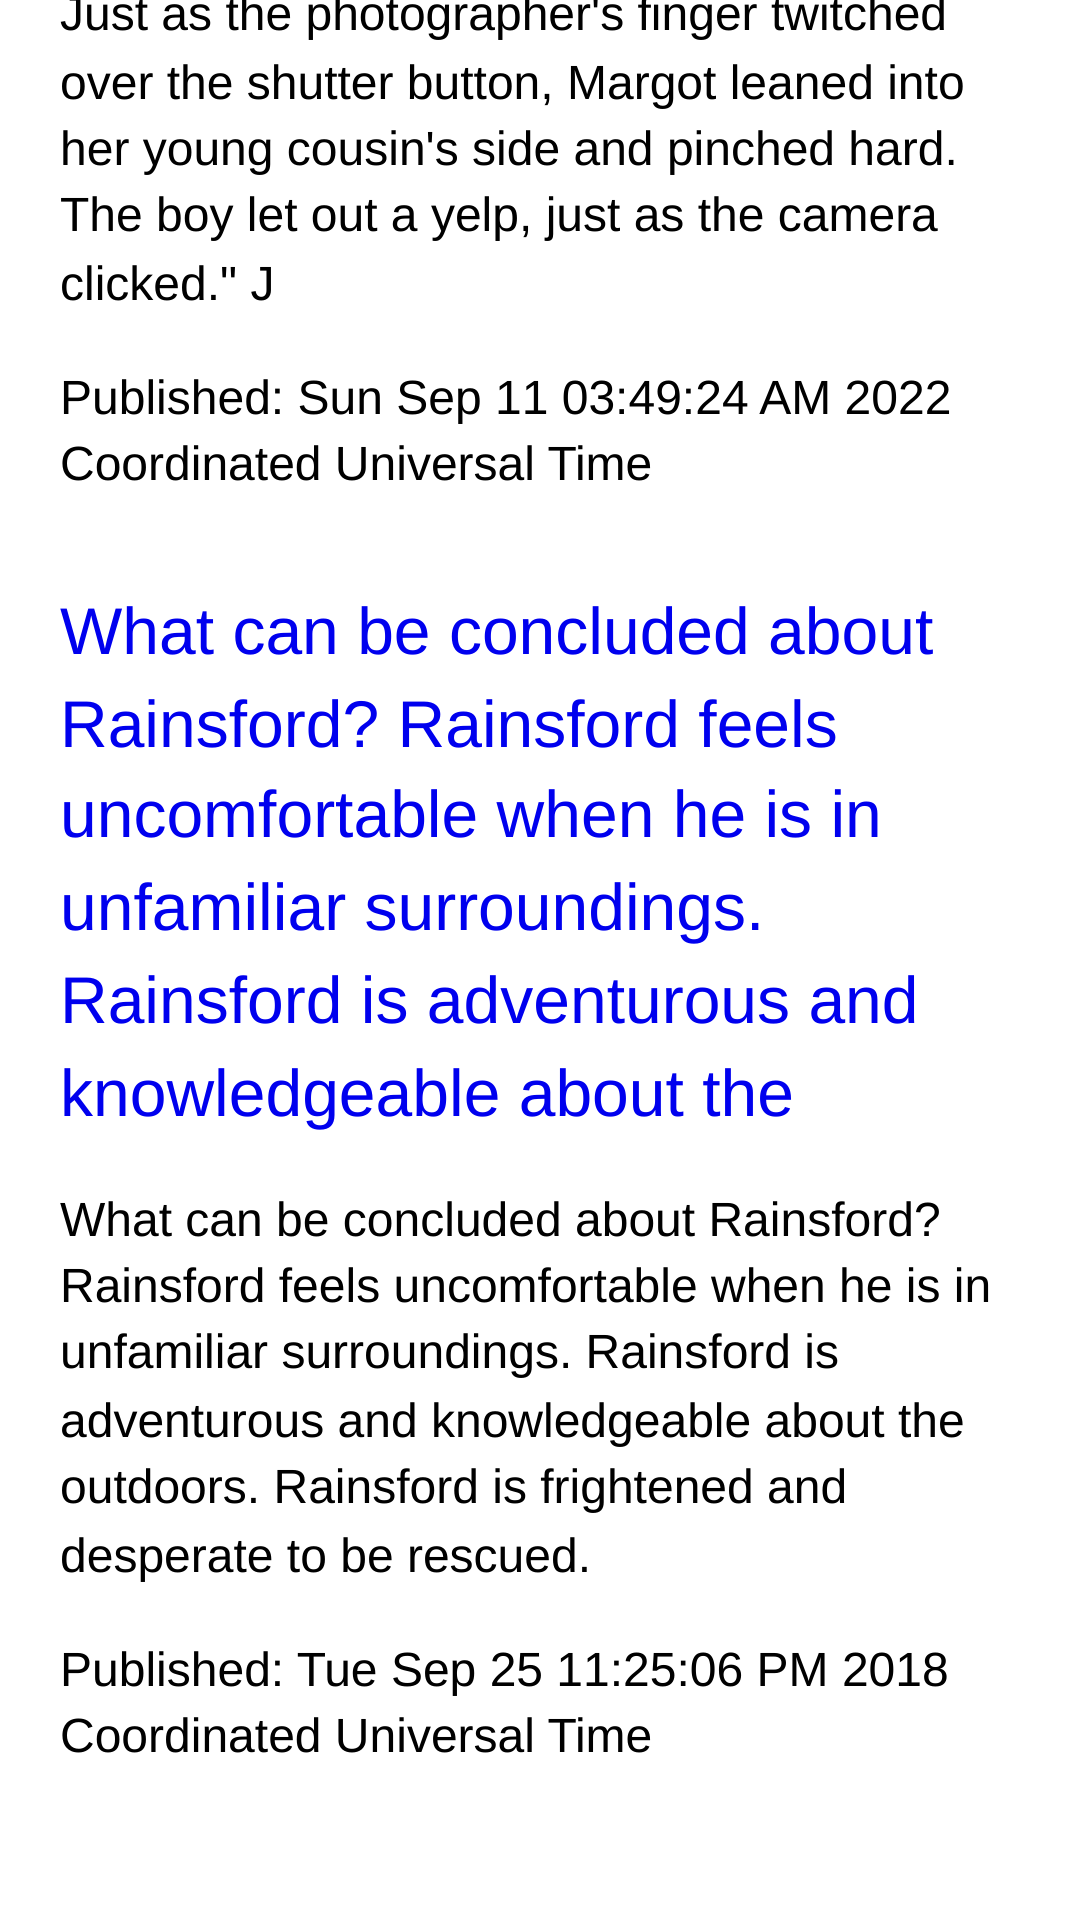 Just as the photographer's finger twitched
over the shutter button, Margot leaned into
her young cousin's side and pinched hard.
The boy let out a yelp, just as the camera
clicked." J
Published: Sun Sep 11 03:49:24 AM 2022
Coordinated Universal Time
What can be concluded about
Rainsford? Rainsford feels
uncomfortable when he is in
unfamiliar surroundings.
Rainsford is adventurous and
knowledgeable about the
What can be concluded about Rainsford?
Rainsford feels uncomfortable when he is in
unfamiliar surroundings. Rainsford is
adventurous and knowledgeable about the
outdoors. Rainsford is frightened and
desperate to be rescued.
Published: Tue Sep 25 11:25:06 PM 2018
Coordinated Universal Time